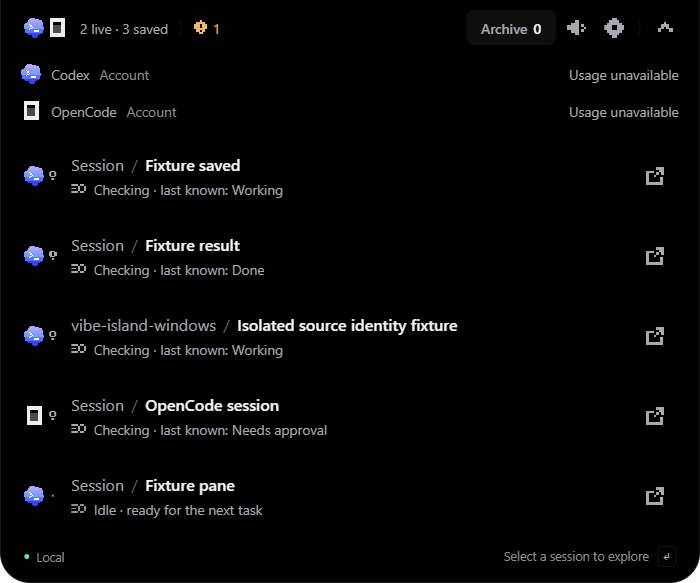 2 live · 3 saved 1 Archive 0
Codex Account Usage unavailable
OpenCode Account Usage unavailable
Session / Fixture saved
Checking · last known: Working
Session / Fixture result
Checking · last known: Done
vibe-island-windows / Isolated source identity fixture
Checking · last known: Working
Session / OpenCode session
Checking · last known: Needs approval
Session / Fixture pane
Idle · ready for the next task
Local Select a session to explore ↵